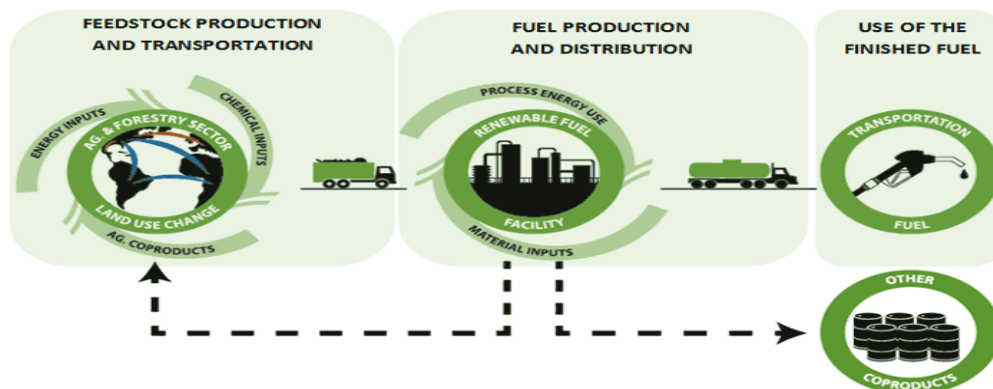 FEEDSTOCK PRODUCTION
AND TRANSPORTATION
FUEL PRODUCTION
AND DISTRIBUTION
USE OF THE
FINISHED FUEL
ENERGY INPUTS
CHEMICAL INPUTS
AG. & FORESTRY SECTOR
LAND USE CHANGE
AG. COPRODUCTS
PROCESS ENERGY USE
RENEWABLE FUEL
FACILITY
MATERIAL INPUTS
TRANSPORTATION
FUEL
OTHER
COPRODUCTS